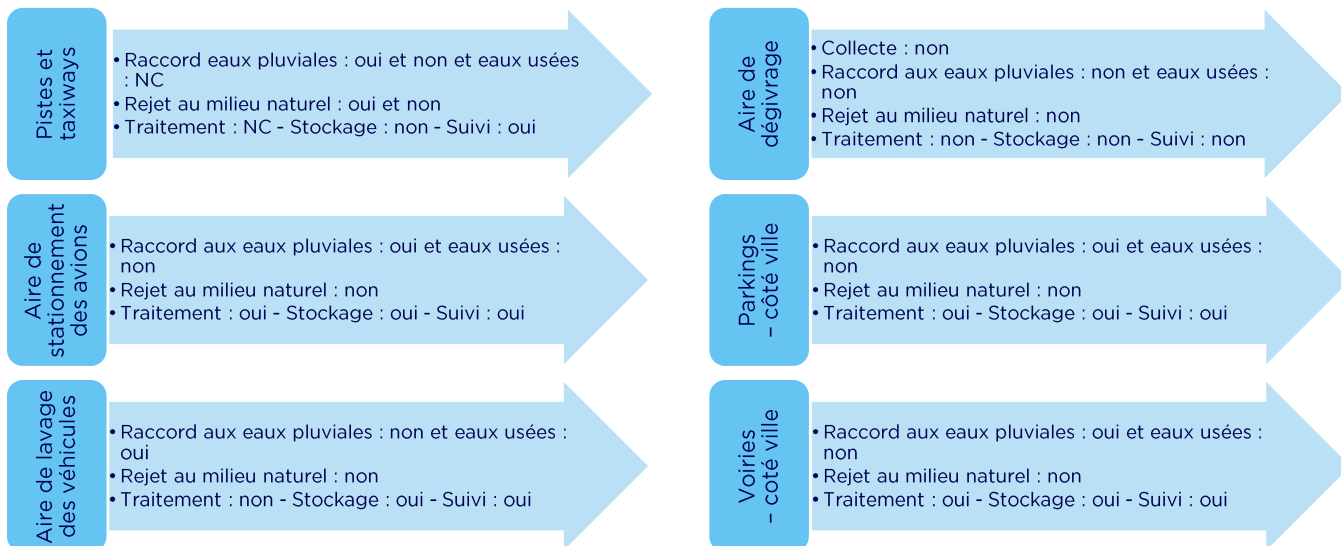 Pistes et
taxiways
• Raccord eaux pluviales : oui et non et eaux usées
: NC
• Rejet au milieu naturel : oui et non
• Traitement : NC - Stockage : non - Suivi : oui
Aire de
dégivrage
• Collecte : non
• Raccord aux eaux pluviales : non et eaux usées :
non
• Rejet au milieu naturel : non
• Traitement : non - Stockage : non - Suivi : non
Aire de
stationnement
des avions
• Raccord aux eaux pluviales : oui et eaux usées :
non
• Rejet au milieu naturel : non
• Traitement : oui - Stockage : oui - Suivi : oui
Parkings
– côté ville
• Raccord aux eaux pluviales : oui et eaux usées :
non
• Rejet au milieu naturel : non
• Traitement : oui - Stockage : oui - Suivi : oui
Aire de lavage
des véhicules
• Raccord aux eaux pluviales : non et eaux usées :
oui
• Rejet au milieu naturel : non
• Traitement : non - Stockage : oui - Suivi : oui
Voiries
– coté ville
• Raccord aux eaux pluviales : oui et eaux usées :
non
• Rejet au milieu naturel : non
• Traitement : oui - Stockage : oui - Suivi : oui